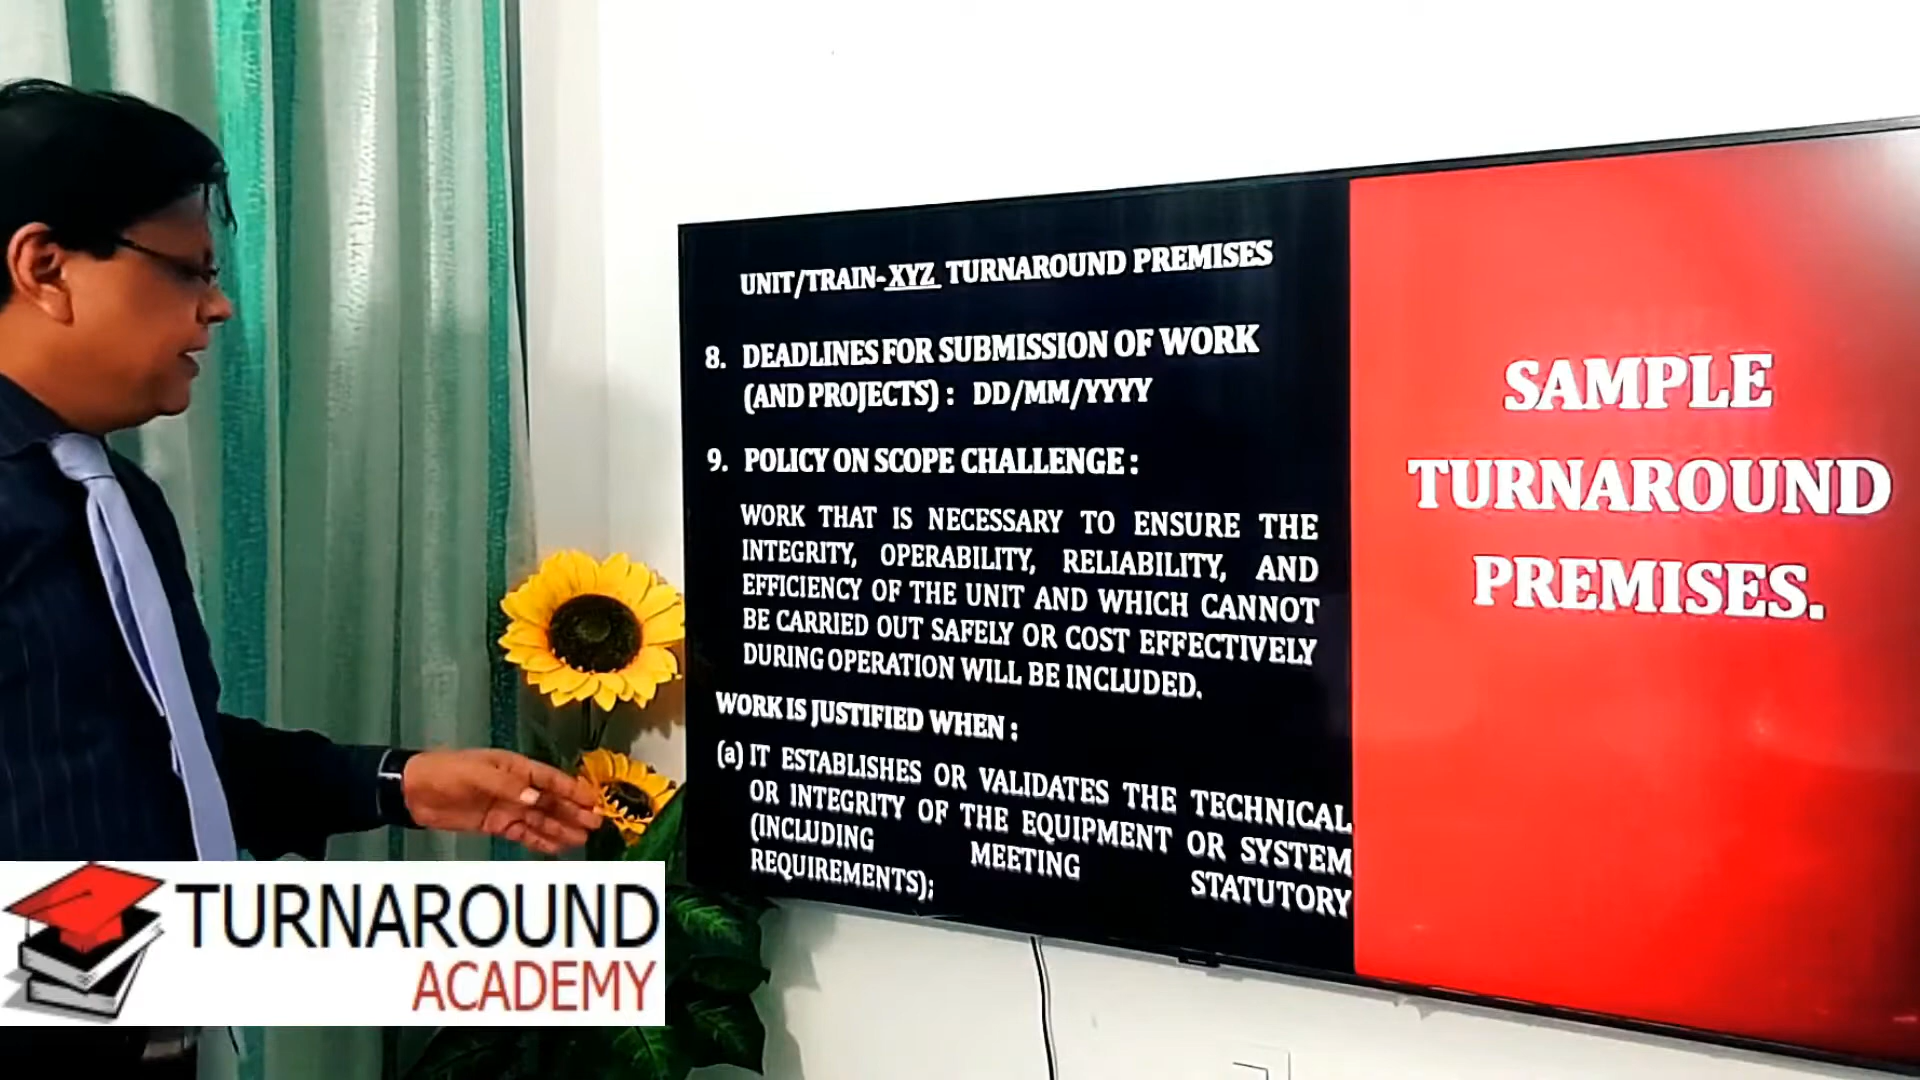 UNIT/TRAIN-XYZ TURNAROUND PREMISES
8. DEADLINES FOR SUBMISSION OF WORK
(AND PROJECTS) : DD/MM/YYYY
9. POLICY ON SCOPE CHALLENGE :
WORK THAT IS NECESSARY TO ENSURE THE
INTEGRITY, OPERABILITY, RELIABILITY, AND
EFFICIENCY OF THE UNIT AND WHICH CANNOT
BE CARRIED OUT SAFELY OR COST EFFECTIVELY
DURING OPERATION WILL BE INCLUDED.
WORK IS JUSTIFIED WHEN :
(a) IT ESTABLISHES OR VALIDATES THE TECHNICAL
OR INTEGRITY OF THE EQUIPMENT OR SYSTEM
(INCLUDING MEETING STATUTORY
REQUIREMENTS);
SAMPLE
TURNAROUND
PREMISES.
TURNAROUND
ACADEMY